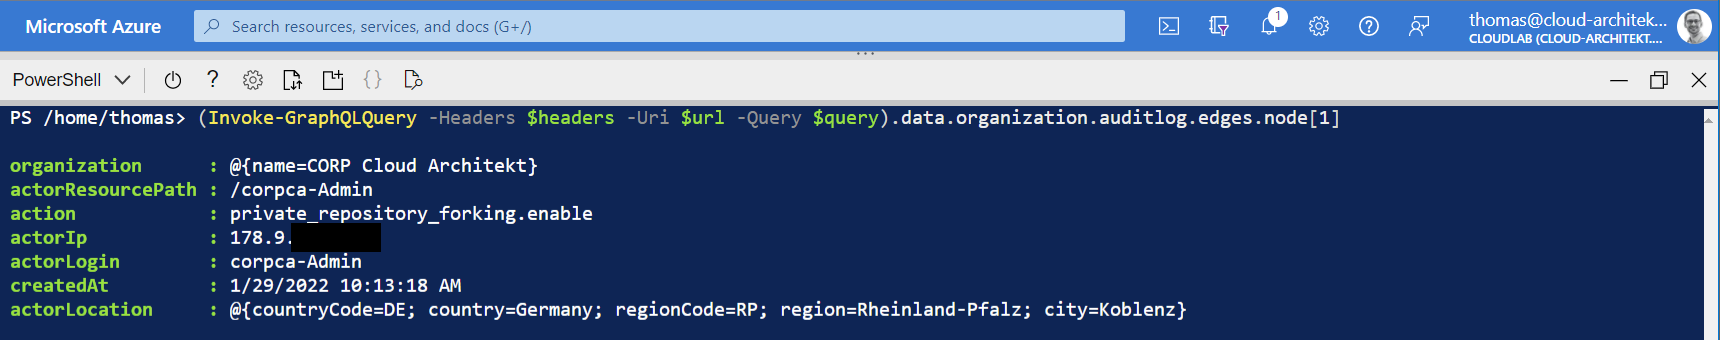 Microsoft Azure
Search resources, services, and docs (G+/)
1
thomas@cloud-architek...
CLOUDLAB (CLOUD-ARCHITEKT....
PowerShell
PS /home/thomas> (Invoke-GraphQLQuery -Headers $headers -Uri $url -Query $query).data.organization.auditlog.edges.node[1]
organization : @{name=CORP Cloud Architekt}
actorResourcePath : /corpca-Admin
action : private_repository_forking.enable
actorIp : 178.9.
actorLogin : corpca-Admin
createdAt : 1/29/2022 10:13:18 AM
actorLocation : @{countryCode=DE; country=Germany; regionCode=RP; region=Rheinland-Pfalz; city=Koblenz}